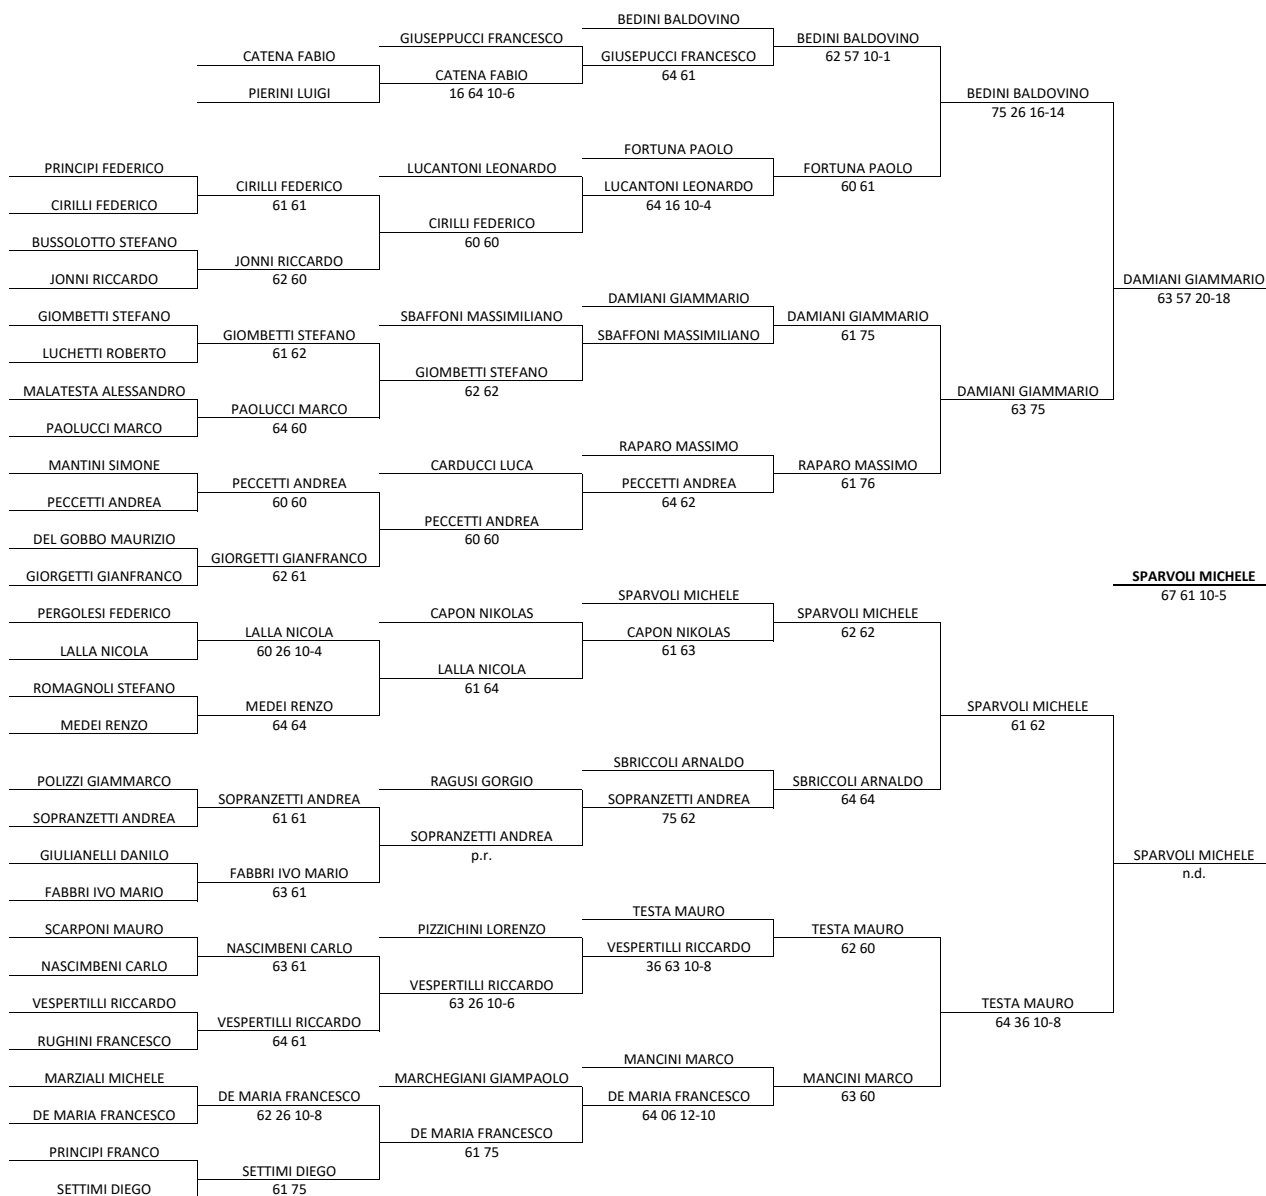 BEDINI BALDOVINO
GIUSEPPUCCI FRANCESCO
BEDINI BALDOVINO
CATENA FABIO
GIUSEPUCCI FRANCESCO
62 57 10-1
CATENA FABIO
64 61
PIERINI LUIGI
16 64 10-6
BEDINI BALDOVINO
75 26 16-14
FORTUNA PAOLO
PRINCIPI FEDERICO
LUCANTONI LEONARDO
FORTUNA PAOLO
CIRILLI FEDERICO
LUCANTONI LEONARDO
60 61
CIRILLI FEDERICO
61 61
64 16 10-4
CIRILLI FEDERICO
BUSSOLOTTO STEFANO
60 60
JONNI RICCARDO
JONNI RICCARDO
62 60
DAMIANI GIAMMARIO
63 57 20-18
DAMIANI GIAMMARIO
GIOMBETTI STEFANO
SBAFFONI MASSIMILIANO
DAMIANI GIAMMARIO
GIOMBETTI STEFANO
SBAFFONI MASSIMILIANO
61 75
LUCHETTI ROBERTO
61 62
GIOMBETTI STEFANO
MALATESTA ALESSANDRO
62 62
DAMIANI GIAMMARIO
PAOLUCCI MARCO
63 75
PAOLUCCI MARCO
64 60
RAPARO MASSIMO
MANTINI SIMONE
CARDUCCI LUCA
RAPARO MASSIMO
PECCETTI ANDREA
PECCETTI ANDREA
61 76
PECCETTI ANDREA
60 60
64 62
PECCETTI ANDREA
DEL GOBBO MAURIZIO
60 60
GIORGETTI GIANFRANCO
GIORGETTI GIANFRANCO
62 61
SPARVOLI MICHELE
67 61 10-5
SPARVOLI MICHELE
PERGOLESI FEDERICO
CAPON NIKOLAS
SPARVOLI MICHELE
LALLA NICOLA
CAPON NIKOLAS
62 62
LALLA NICOLA
60 26 10-4
61 63
LALLA NICOLA
ROMAGNOLI STEFANO
61 64
MEDEI RENZO
SPARVOLI MICHELE
MEDEI RENZO
64 64
61 62
SBRICCOLI ARNALDO
POLIZZI GIAMMARCO
RAGUSI GORGIO
SBRICCOLI ARNALDO
SOPRANZETTI ANDREA
SOPRANZETTI ANDREA
64 64
SOPRANZETTI ANDREA
61 61
75 62
SOPRANZETTI ANDREA
GIULIANELLI DANILO
p.r.
SPARVOLI MICHELE
FABBRI IVO MARIO
n.d.
FABBRI IVO MARIO
63 61
TESTA MAURO
SCARPONI MAURO
PIZZICHINI LORENZO
TESTA MAURO
NASCIMBENI CARLO
VESPERTILLI RICCARDO
62 60
NASCIMBENI CARLO
63 61
36 63 10-8
VESPERTILLI RICCARDO
VESPERTILLI RICCARDO
63 26 10-6
TESTA MAURO
VESPERTILLI RICCARDO
64 36 10-8
RUGHINI FRANCESCO
64 61
MANCINI MARCO
MARZIALI MICHELE
MARCHEGIANI GIAMPAOLO
MANCINI MARCO
DE MARIA FRANCESCO
DE MARIA FRANCESCO
63 60
DE MARIA FRANCESCO
62 26 10-8
64 06 12-10
DE MARIA FRANCESCO
PRINCIPI FRANCO
61 75
SETTIMI DIEGO
SETTIMI DIEGO
61 75